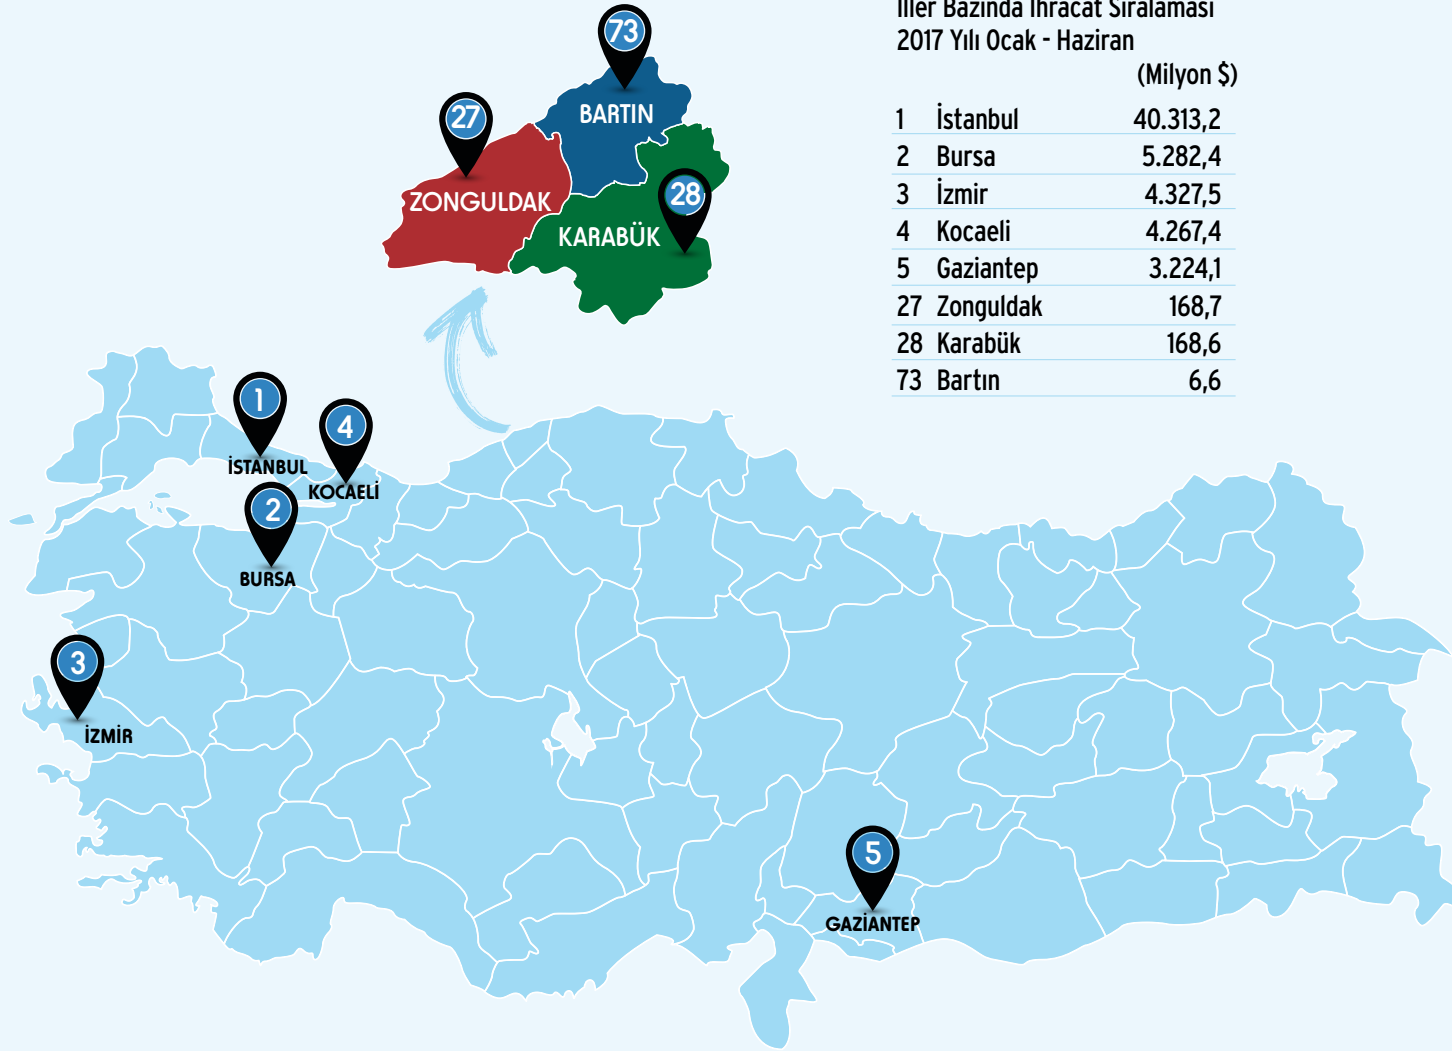 İller Bazında İhracat Sıralaması
2017 Yılı Ocak - Haziran
(Milyon $)
1 İstanbul 40.313,2
2 Bursa 5.282,4
3 İzmir 4.327,5
4 Kocaeli 4.267,4
5 Gaziantep 3.224,1
27 Zonguldak 168,7
28 Karabük 168,6
73 Bartın 6,6
73
BARTIN
27
ZONGULDAK
28
KARABÜK
1
İSTANBUL
4
KOCAELİ
2
BURSA
3
İZMİR
5
GAZİANTEP